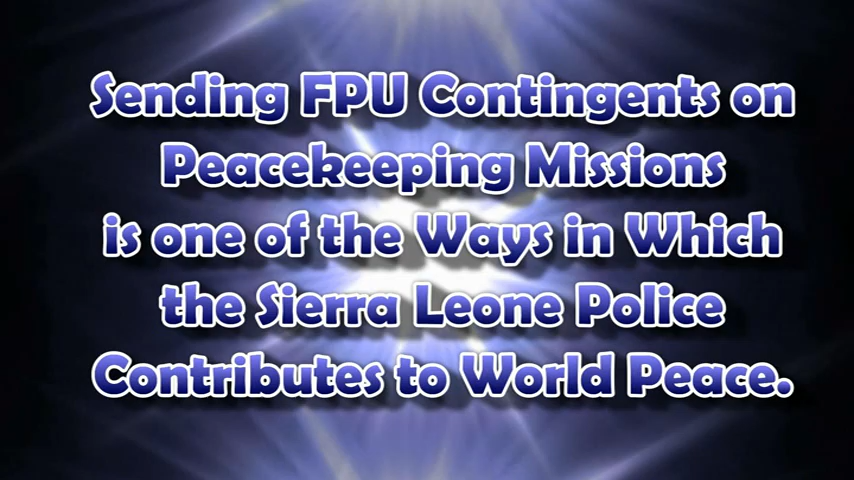 Sending FPU Contingents on
Peacekeeping Missions
is one of the Ways in Which
the Sierra Leone Police
Contributes to World Peace.